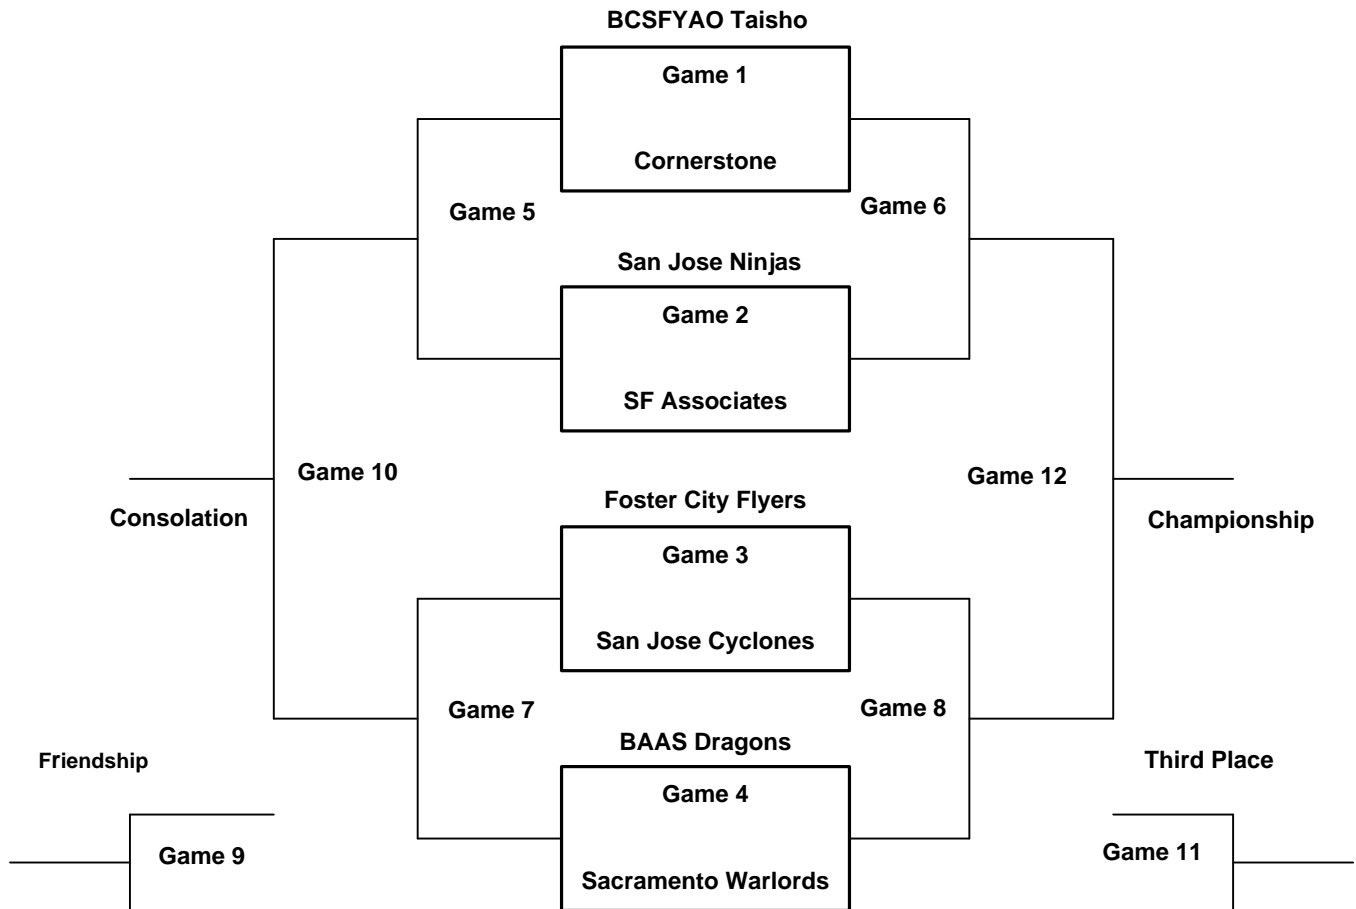 BCSFYAO Taisho
Game 1
Cornerstone
Game 5
Game 6
San Jose Ninjas
Game 2
SF Associates
Game 10
Game 12
Foster City Flyers
Consolation
Championship
Game 3
San Jose Cyclones
Game 7
Game 8
BAAS Dragons
Friendship
Third Place
Game 4
Game 9
Game 11
Sacramento Warlords